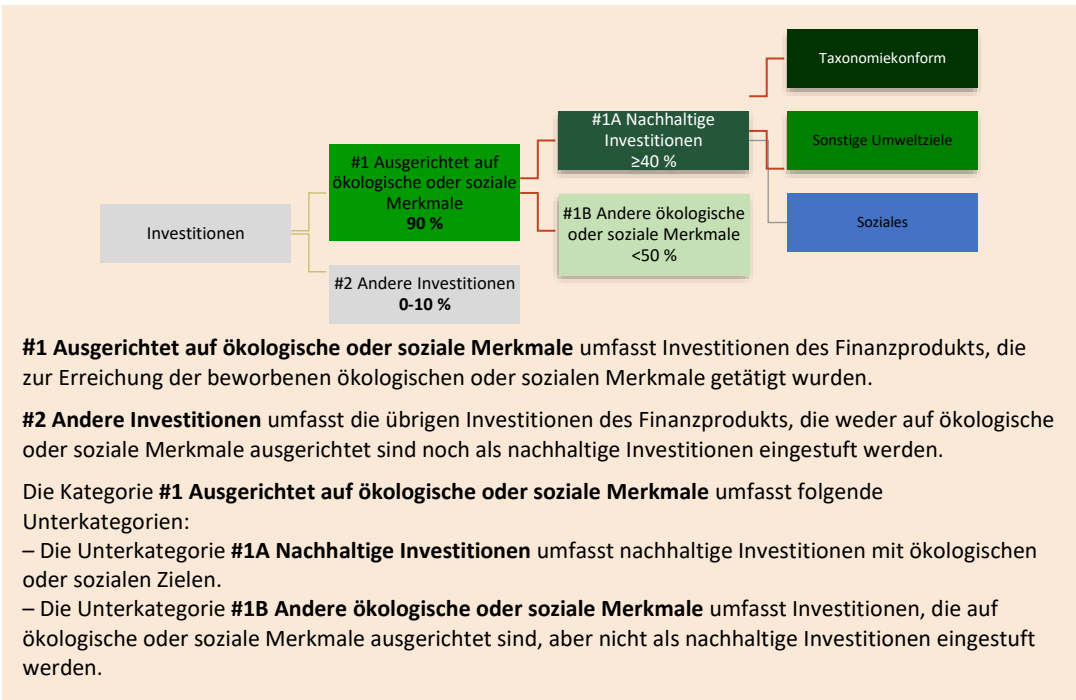 Taxonomiekonform
#1A Nachhaltige
Investitionen
≥40 %
Sonstige Umweltziele
#1 Ausgerichtet auf
ökologische oder soziale
Merkmale
90 %
#1B Andere ökologische
oder soziale Merkmale
<50 %
Soziales
Investitionen
#2 Andere Investitionen
0-10 %
#1 Ausgerichtet auf ökologische oder soziale Merkmale umfasst Investitionen des Finanzprodukts, die
zur Erreichung der beworbenen ökologischen oder sozialen Merkmale getätigt wurden.
#2 Andere Investitionen umfasst die übrigen Investitionen des Finanzprodukts, die weder auf ökologische
oder soziale Merkmale ausgerichtet sind noch als nachhaltige Investitionen eingestuft werden.
Die Kategorie #1 Ausgerichtet auf ökologische oder soziale Merkmale umfasst folgende
Unterkategorien:
– Die Unterkategorie #1A Nachhaltige Investitionen umfasst nachhaltige Investitionen mit ökologischen
oder sozialen Zielen.
– Die Unterkategorie #1B Andere ökologische oder soziale Merkmale umfasst Investitionen, die auf
ökologische oder soziale Merkmale ausgerichtet sind, aber nicht als nachhaltige Investitionen eingestuft
werden.